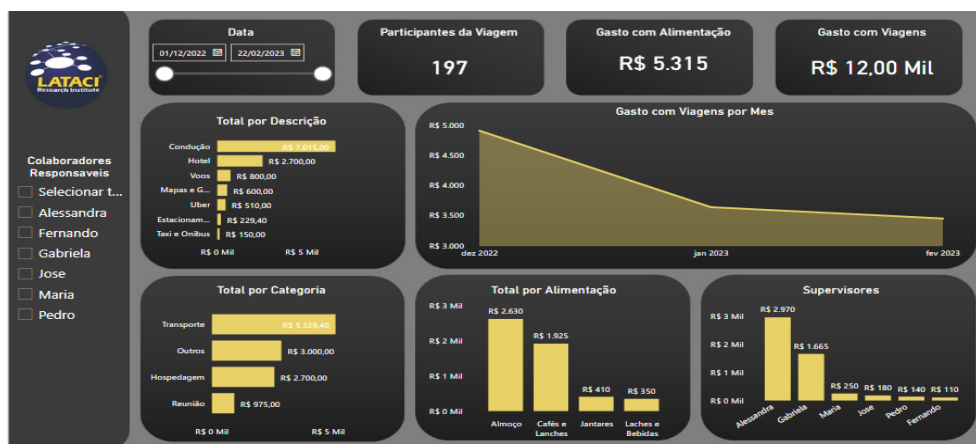 LATACI
Research Institute
Colaboradores
Responsaveis
Selecionar t...
Alessandra
Fernando
Gabriela
Jose
Maria
Pedro
Data
01/12/2022
22/02/2023
Participantes da Viagem
197
Gasto com Alimentação
R$ 5.315
Gasto com Viagens
R$ 12,00 Mil
Total por Descrição
Condução
R$ 7.015,00
Hotel
R$ 2.700,00
Voos
R$ 800,00
Mapas e G...
R$ 600,00
Uber
R$ 510,00
Estacionam...
R$ 229,40
Taxi e Onibus
R$ 150,00
R$ 0 Mil
R$ 5 Mil
Gasto com Viagens por Mes
R$ 5.000
R$ 4.500
R$ 4.000
R$ 3.500
R$ 3.000
dez 2022
jan 2023
fev 2023
Total por Categoria
Transporte
R$ 5.329,40
Outros
R$ 3.000,00
Hospedagem
R$ 2.700,00
Reunião
R$ 975,00
R$ 0 Mil
R$ 5 Mil
Total por Alimentação
R$ 3 Mil
R$ 2 Mil
R$ 1 Mil
R$ 0 Mil
R$ 2.630
R$ 1.925
R$ 410
R$ 350
Almoço
Cafés e
Lanches
Jantares
Laches e
Bebidas
Supervisores
R$ 3 Mil
R$ 2 Mil
R$ 1 Mil
R$ 0 Mil
R$ 2.970
R$ 1.665
R$ 250
R$ 180
R$ 140
R$ 110
Alessandra
Gabriela
Maria
Jose
Pedro
Fernando